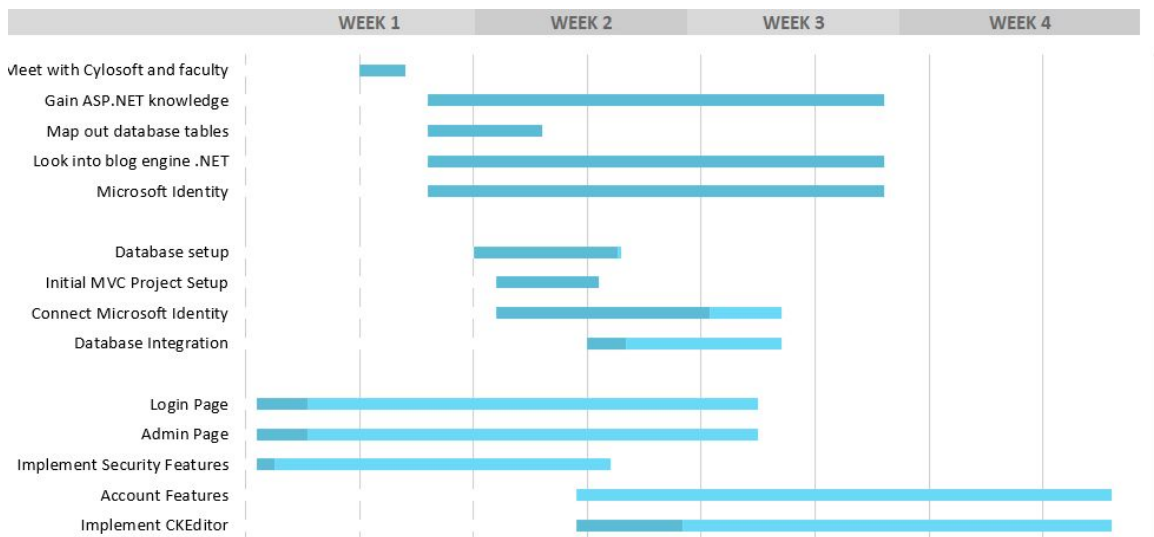 WEEK 1 WEEK 2 WEEK 3 WEEK 4
Meet with Cylosoft and faculty
Gain ASP.NET knowledge
Map out database tables
Look into blog engine .NET
Microsoft Identity
Database setup
Initial MVC Project Setup
Connect Microsoft Identity
Database Integration
Login Page
Admin Page
Implement Security Features
Account Features
Implement CKEditor